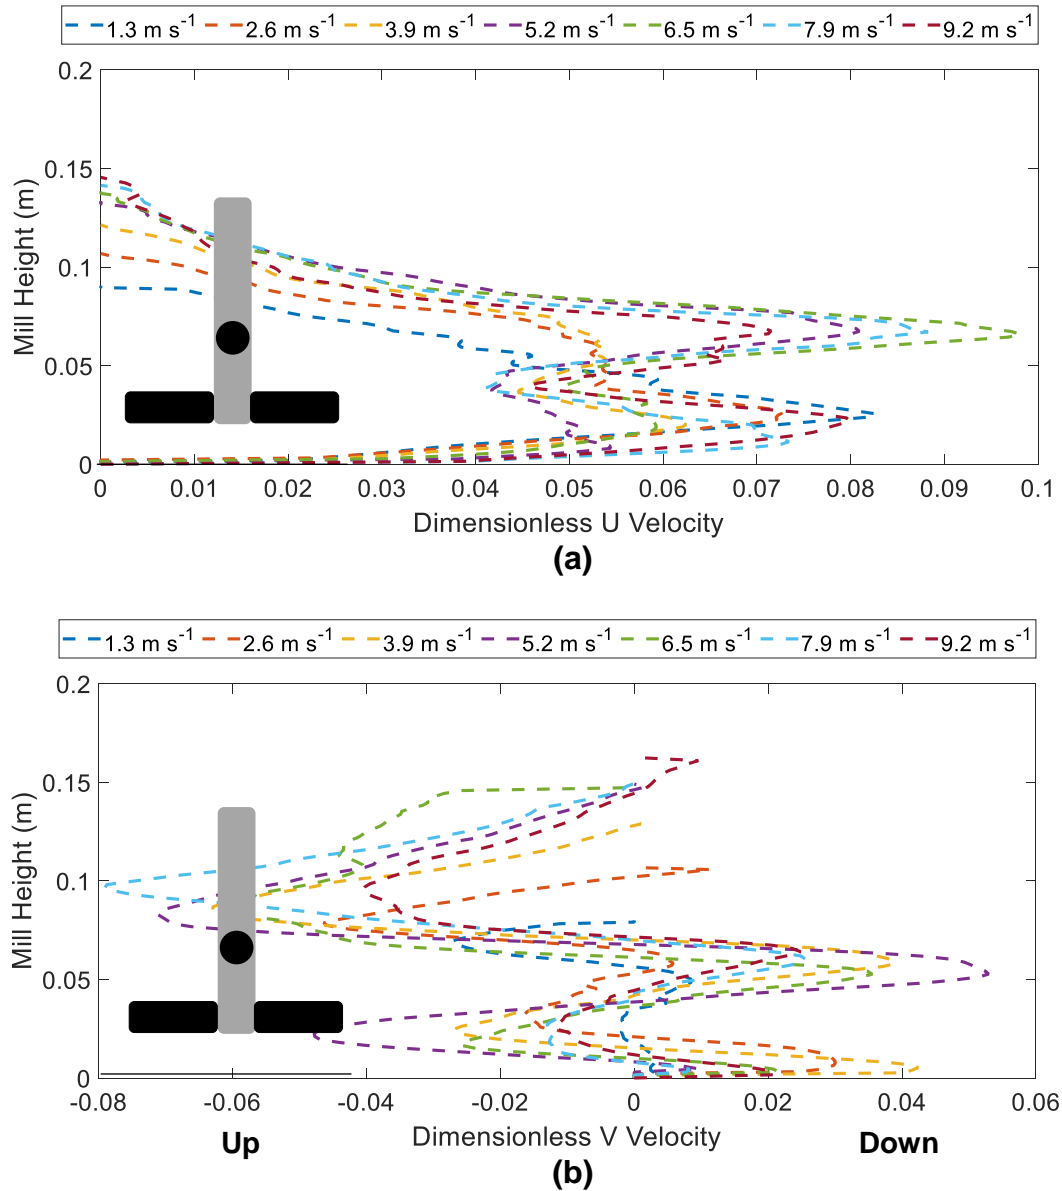 1.3 m s-1 2.6 m s-1 3.9 m s-1 5.2 m s-1 6.5 m s-1 7.9 m s-1 9.2 m s-1
0.2
0.15
0.1
0.05
0
Mill Height (m)
0 0.01 0.02 0.03 0.04 0.05 0.06 0.07 0.08 0.09 0.1
Dimensionless U Velocity
(a)
1.3 m s-1 2.6 m s-1 3.9 m s-1 5.2 m s-1 6.5 m s-1 7.9 m s-1 9.2 m s-1
0.2
0.15
0.1
0.05
0
Mill Height (m)
-0.08 -0.06 -0.04 -0.02 0 0.02 0.04 0.06
Up Dimensionless V Velocity Down
(b)